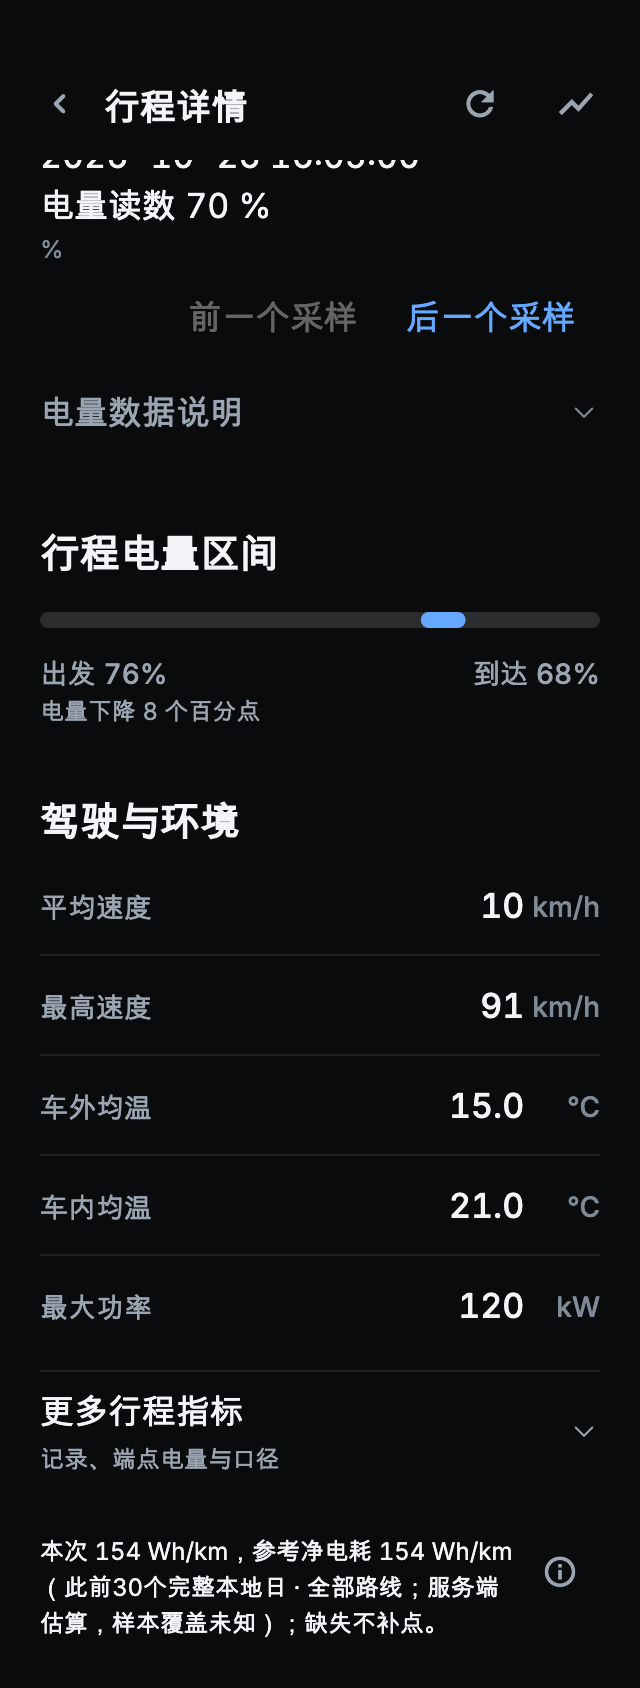 行程详情
电量读数 70 %
%
前一个采样 后一个采样
电量数据说明
行程电量区间
出发 76% 到达 68%
电量下降 8 个百分点
驾驶与环境
平均速度 10 km/h
最高速度 91 km/h
车外均温 15.0 °C
车内均温 21.0 °C
最大功率 120 kW
更多行程指标
记录、端点电量与口径
本次 154 Wh/km，参考净电耗 154 Wh/km
（此前30个完整本地日 · 全部路线；服务端
估算，样本覆盖未知）；缺失不补点。